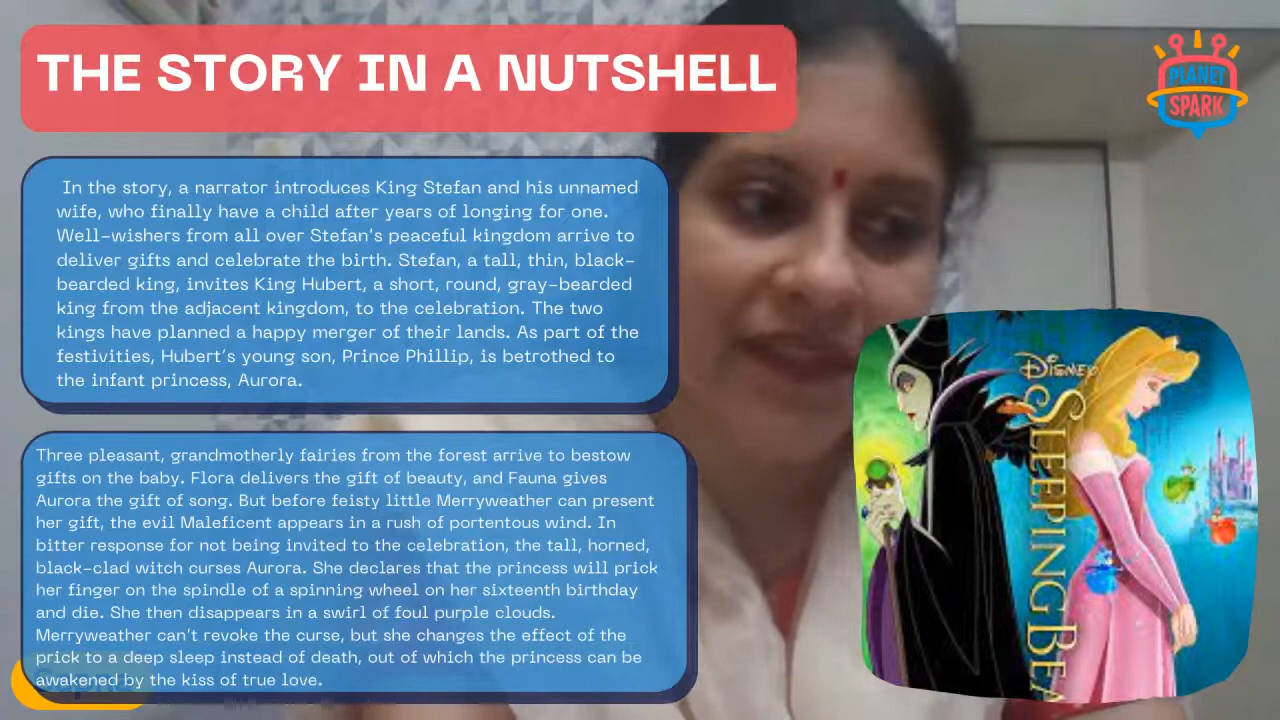 THE STORY IN A NUTSHELL
PLANET
SPARK
In the story, a narrator introduces King Stefan and his unnamed
wife, who finally have a child after years of longing for one.
Well-wishers from all over Stefan's peaceful kingdom arrive to
deliver gifts and celebrate the birth. Stefan, a tall, thin, black-
bearded king, invites King Hubert, a short, round, gray-bearded
king from the adjacent kingdom, to the celebration. The two
kings have planned a happy merger of their lands. As part of the
festivities, Hubert's young son, Prince Phillip, is betrothed to
the infant princess, Aurora.
Three pleasant, grandmotherly fairies from the forest arrive to bestow
gifts on the baby. Flora delivers the gift of beauty, and Fauna gives
Aurora the gift of song. But before feisty little Merryweather can present
her gift, the evil Maleficent appears in a rush of portentous wind. In
bitter response for not being invited to the celebration, the tall, horned,
black-clad witch curses Aurora. She declares that the princess will prick
her finger on the spindle of a spinning wheel on her sixteenth birthday
and die. She then disappears in a swirl of foul purple clouds.
Merryweather can't revoke the curse, but she changes the effect of the
prick to a deep sleep instead of death, out of which the princess can be
awakened by the kiss of true love.
DISNEY
SLEEPING BEA